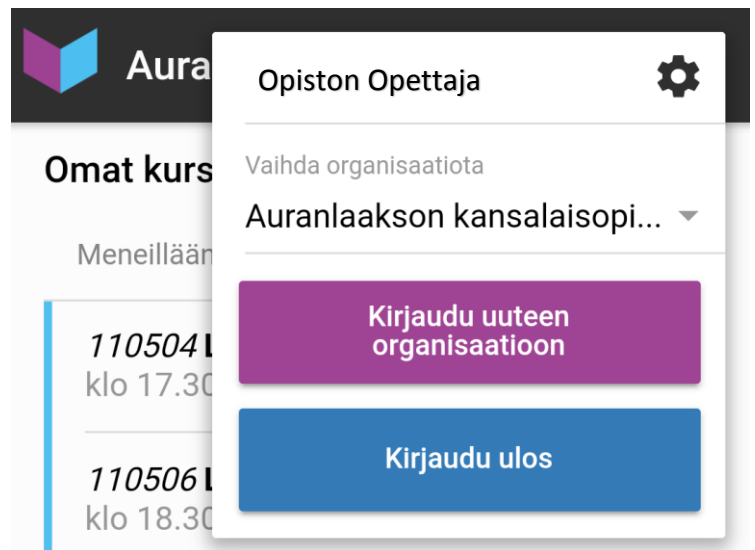 Aura
Opiston Opettaja
Omat kurs
Vaihda organisaatiota
Auranlaakson kansalaisopi...
Meneillään
Kirjaudu uuteen
organisaatioon
110504 L
klo 17.30
Kirjaudu ulos
110506 L
klo 18.30